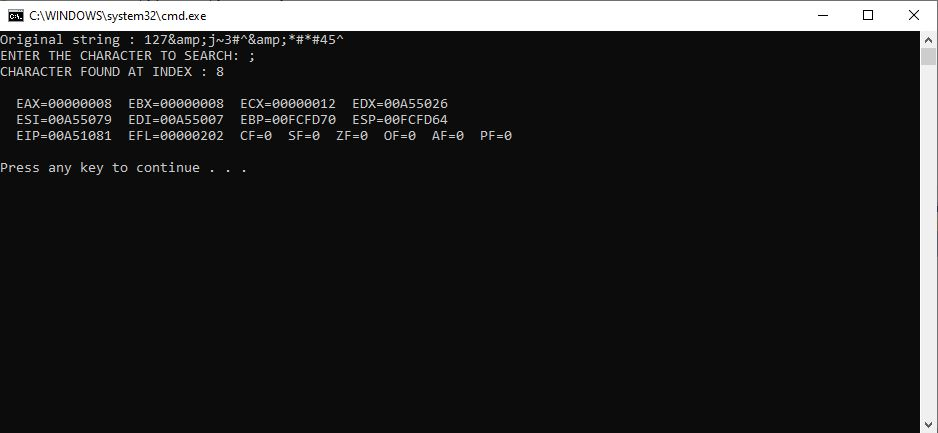 C:\WINDOWS\system32\cmd.exe
Original string : 127&amp;j~3#^&amp;*#*#45^
ENTER THE CHARACTER TO SEARCH: ;
CHARACTER FOUND AT INDEX : 8
EAX=00000008  EBX=00000008  ECX=00000012  EDX=00A55026
ESI=00A55079  EDI=00A55007  EBP=00FCFD70  ESP=00FCFD64
EIP=00A51081  EFL=00000202  CF=0  SF=0  ZF=0  OF=0  AF=0  PF=0
Press any key to continue . . .